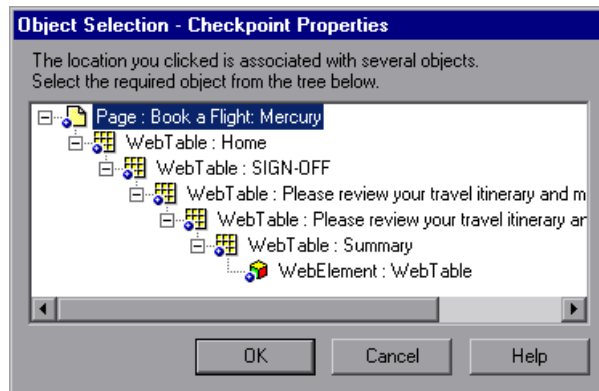 Object Selection - Checkpoint Properties
The location you clicked is associated with several objects.
Select the required object from the tree below.
Page : Book a Flight: Mercury
WebTable : Home
WebTable : SIGN-OFF
WebTable : Please review your travel itinerary and m
WebTable : Please review your travel itinerary ar
WebTable : Summary
WebElement : WebTable
OK Cancel Help